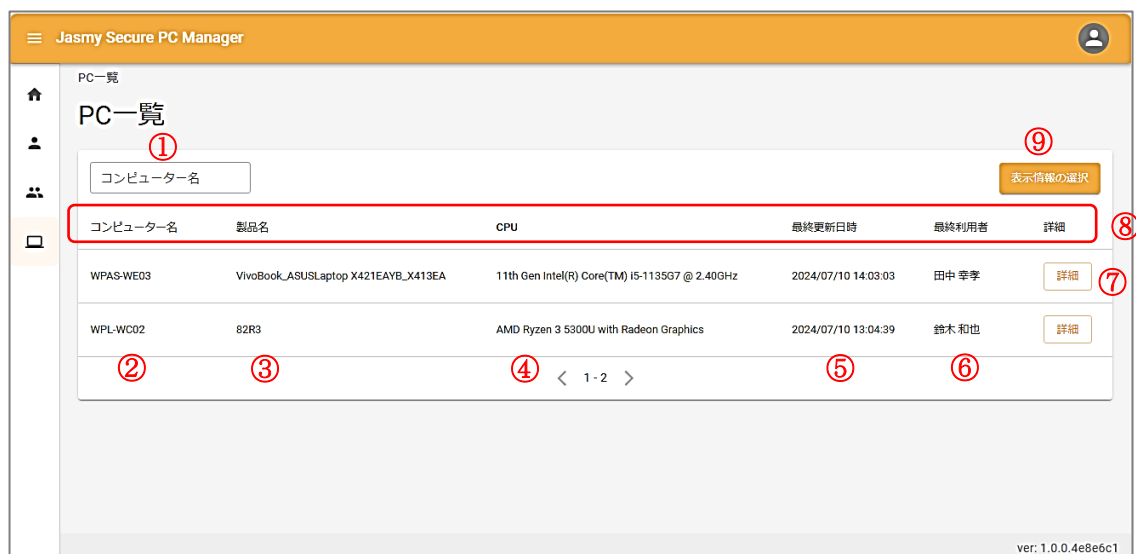 Jasmy Secure PC Manager
PC一覧
PC一覧
① ⑨
コンピューター名 表示情報の選択
コンピューター名 製品名 CPU 最終更新日時 最終利用者 詳細 ⑧
WPAS-WE03 VivoBook_ASUSLaptop X421EAYB_X413EA 11th Gen Intel(R) Core(TM) i5-1135G7 @ 2.40GHz 2024/07/10 14:03:03 田中 幸孝 詳細 ⑦
WPL-WC02 82R3 AMD Ryzen 3 5300U with Radeon Graphics 2024/07/10 13:04:39 鈴木 和也 詳細
② ③ ④ 1 - 2 ⑤ ⑥
ver: 1.0.0.4e8e6c1